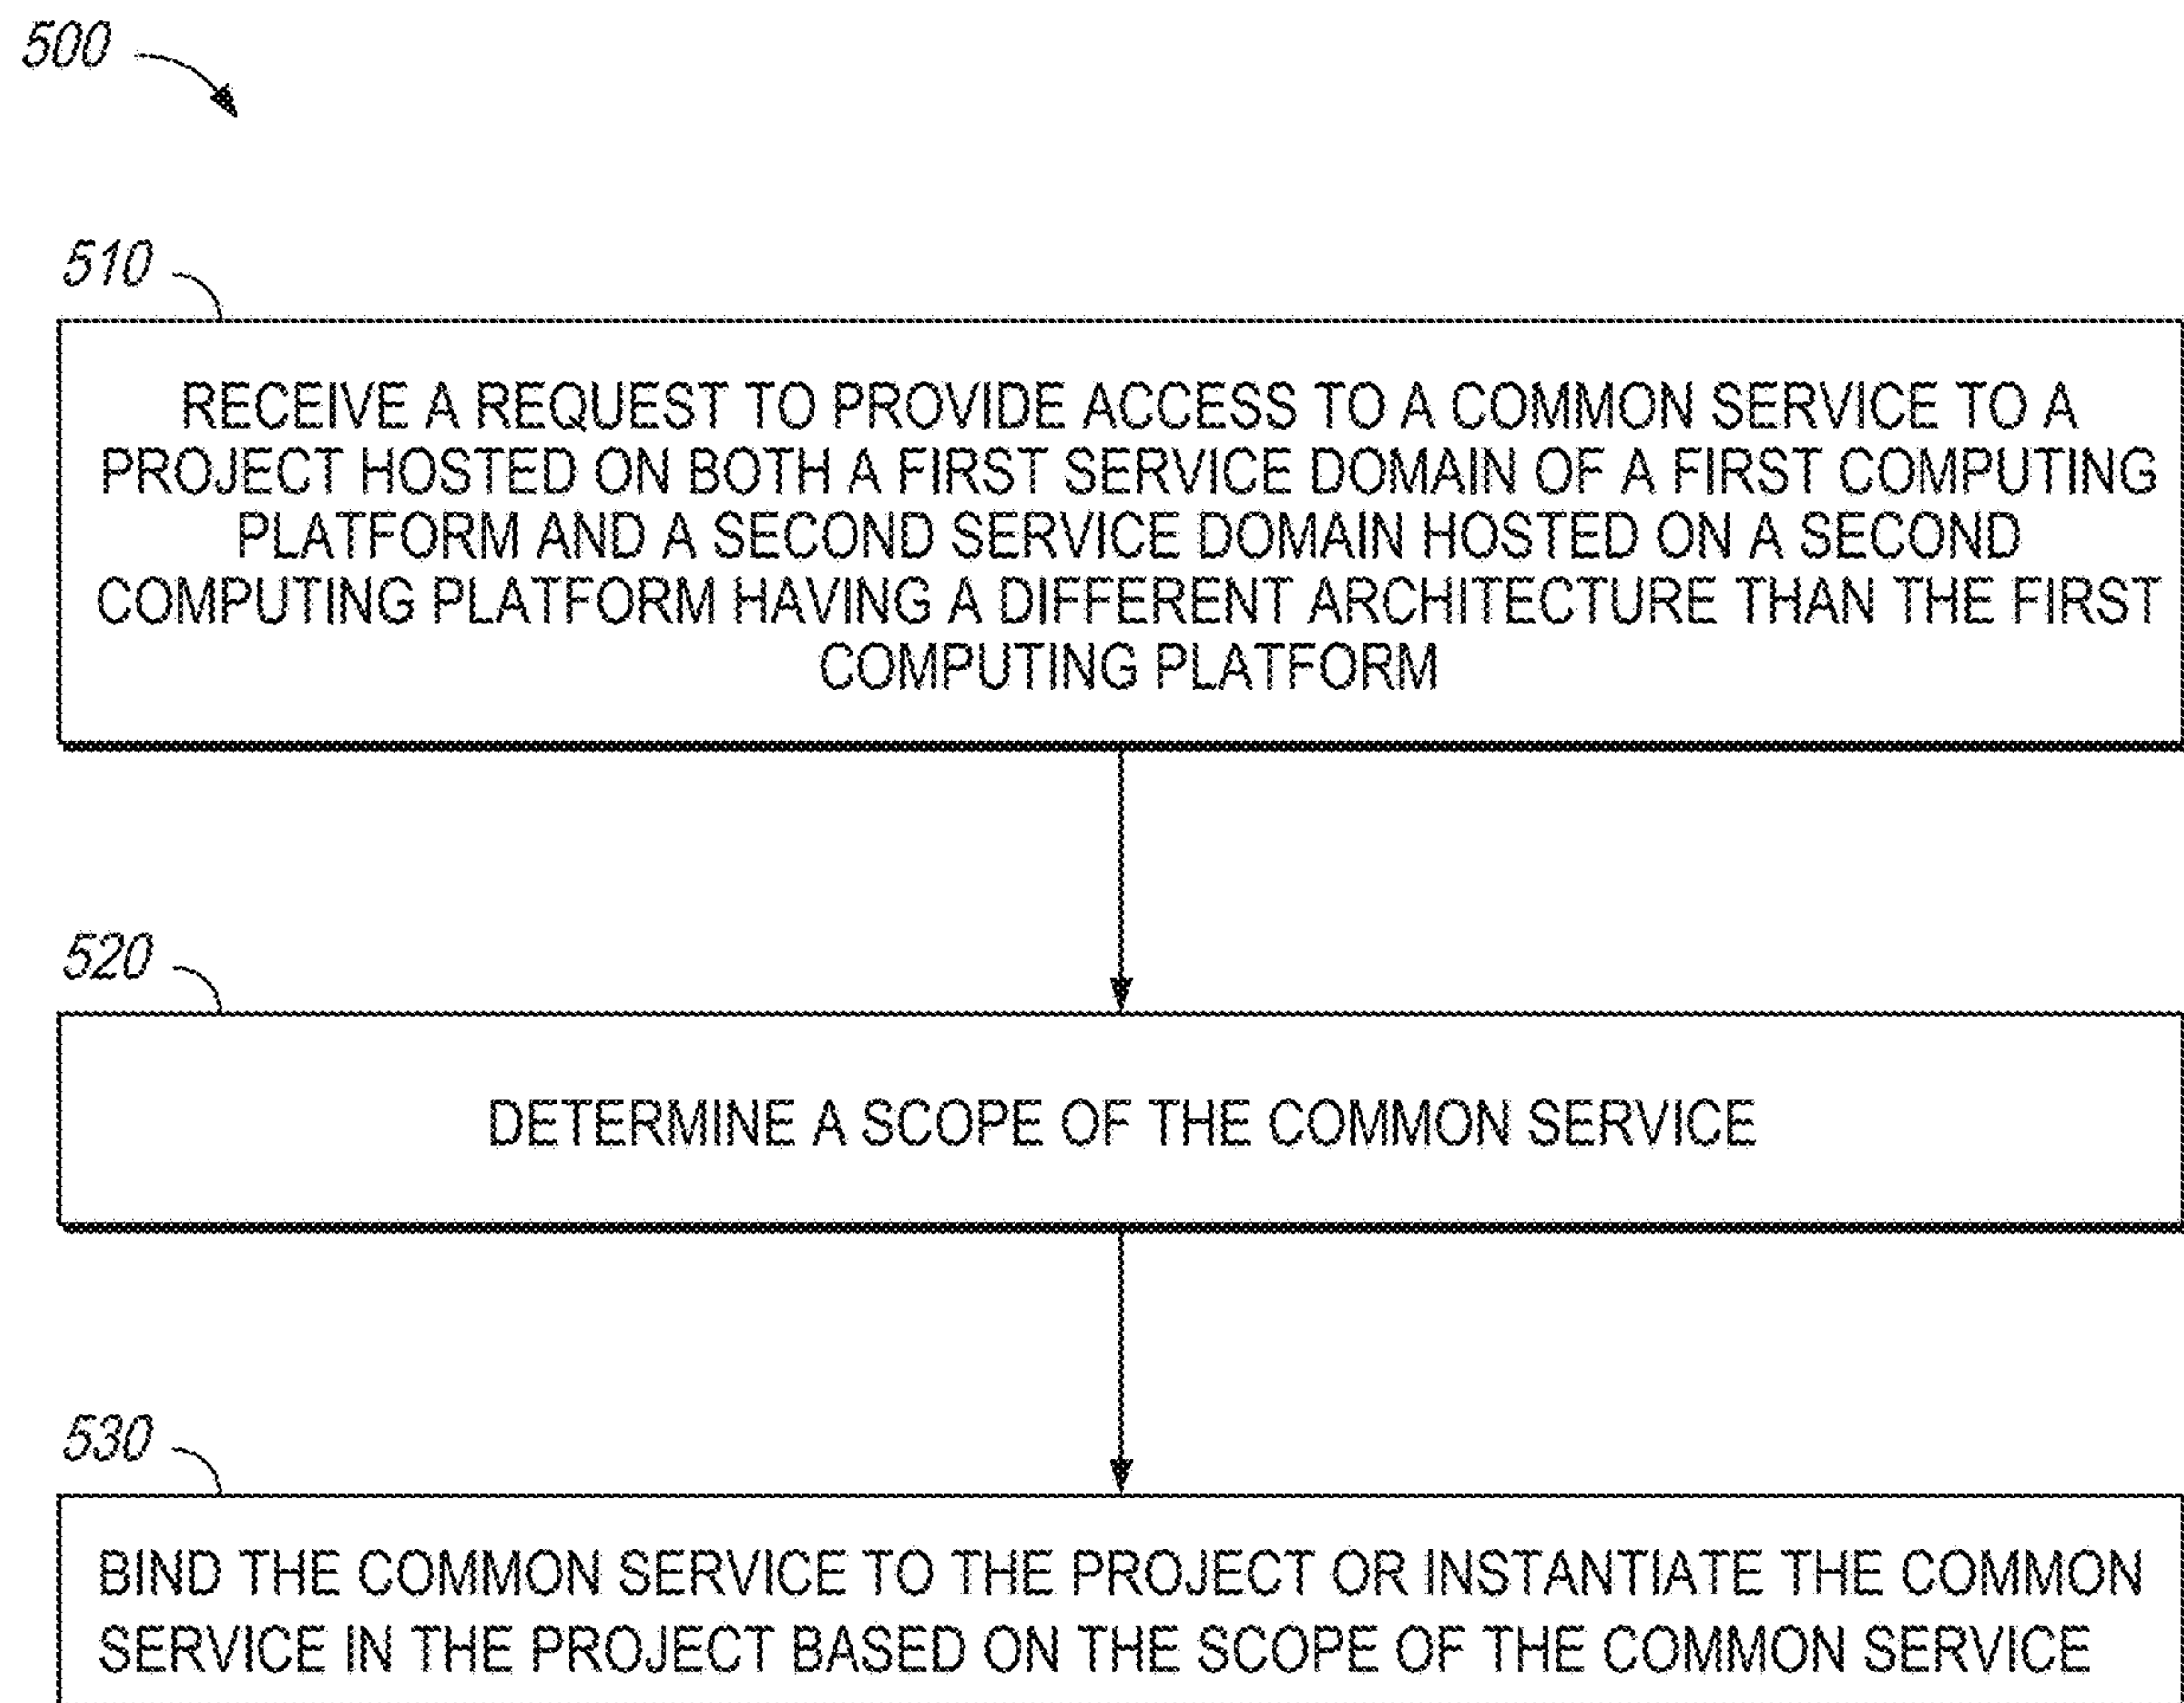 500
510
RECEIVE A REQUEST TO PROVIDE ACCESS TO A COMMON SERVICE TO A
PROJECT HOSTED ON BOTH A FIRST SERVICE DOMAIN OF A FIRST COMPUTING
PLATFORM AND A SECOND SERVICE DOMAIN HOSTED ON A SECOND
COMPUTING PLATFORM HAVING A DIFFERENT ARCHITECTURE THAN THE FIRST
COMPUTING PLATFORM
520
DETERMINE A SCOPE OF THE COMMON SERVICE
530
BIND THE COMMON SERVICE TO THE PROJECT OR INSTANTIATE THE COMMON
SERVICE IN THE PROJECT BASED ON THE SCOPE OF THE COMMON SERVICE